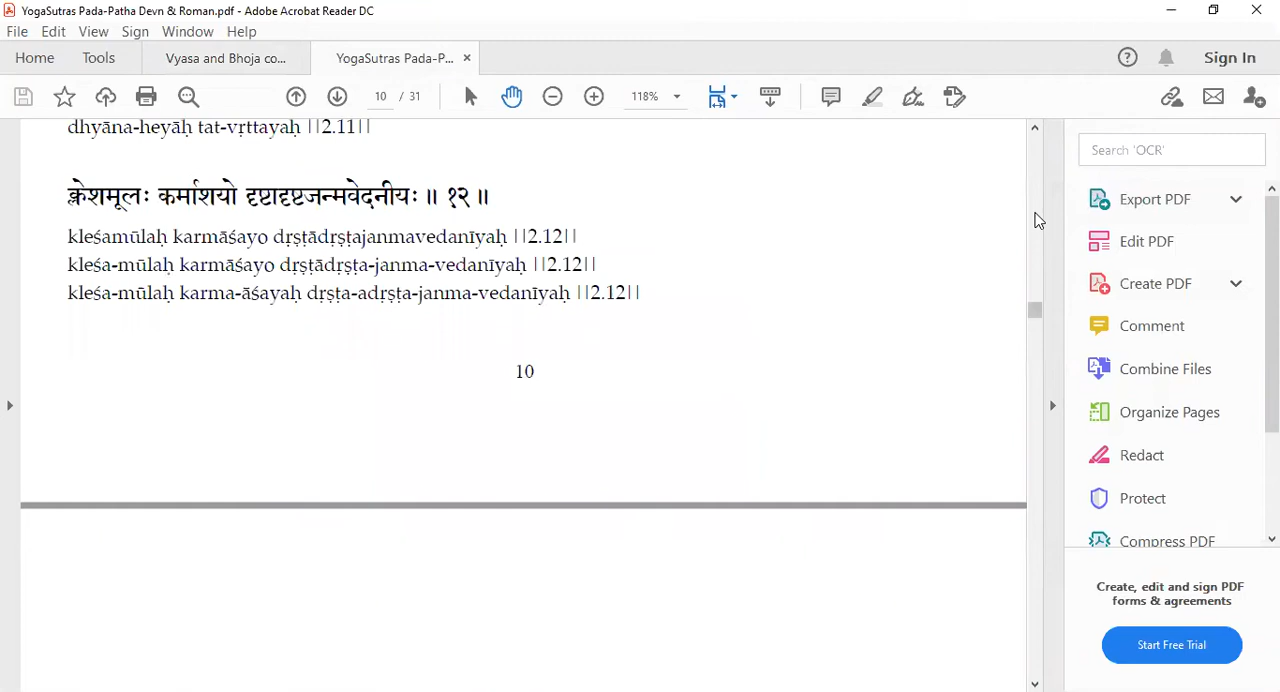 YogaSutras Pada-Patha Devn & Roman.pdf - Adobe Acrobat Reader DC
File Edit View Sign Window Help
Home Tools Vyasa and Bhoja co... YogaSutras Pada-P... ×
Sign In
10 / 31 118%
dhyāna-heyāḥ tat-vṛttayaḥ ||2.11||
क्लेशमूलः कर्माशयो दृष्टादृष्टजन्मवेदनीयः॥ १२॥
kleśamūlaḥ karmāśayo dṛṣṭādṛṣṭajanmavedanīyaḥ ||2.12||
kleśa-mūlaḥ karmāśayo dṛṣṭādṛṣṭa-janma-vedanīyaḥ ||2.12||
kleśa-mūlaḥ karma-āśayaḥ dṛṣṭa-adṛṣṭa-janma-vedanīyaḥ ||2.12||
10
Search 'OCR'
Export PDF
Edit PDF
Create PDF
Comment
Combine Files
Organize Pages
Redact
Protect
Compress PDF
Create, edit and sign PDF
forms & agreements
Start Free Trial